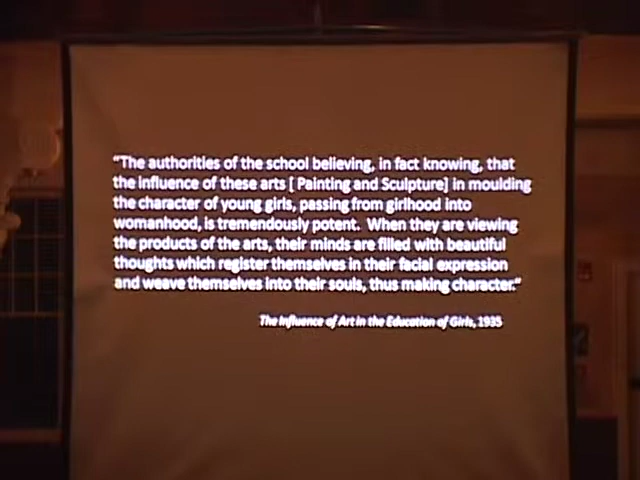 “The authorities of the school believing, in fact knowing, that
the influence of these arts [ Painting and Sculpture] in moulding
the character of young girls, passing from girlhood into
womanhood, is tremendously potent.  When they are viewing
the products of the arts, their minds are filled with beautiful
thoughts which register themselves in their facial expression
and weave themselves into their souls, thus making character.”
The Influence of Art in the Education of Girls, 1935